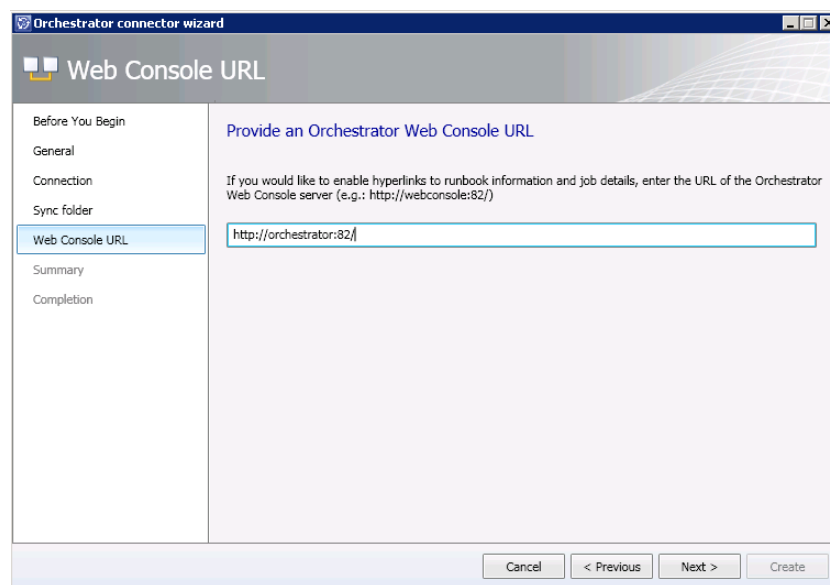 Orchestrator connector wizard
Web Console URL
Before You Begin
General
Connection
Sync folder
Web Console URL
Summary
Completion
Provide an Orchestrator Web Console URL
If you would like to enable hyperlinks to runbook information and job details, enter the URL of the Orchestrator
Web Console server (e.g.: http://webconsole:82/)
http://orchestrator:82/
Cancel
< Previous
Next >
Create